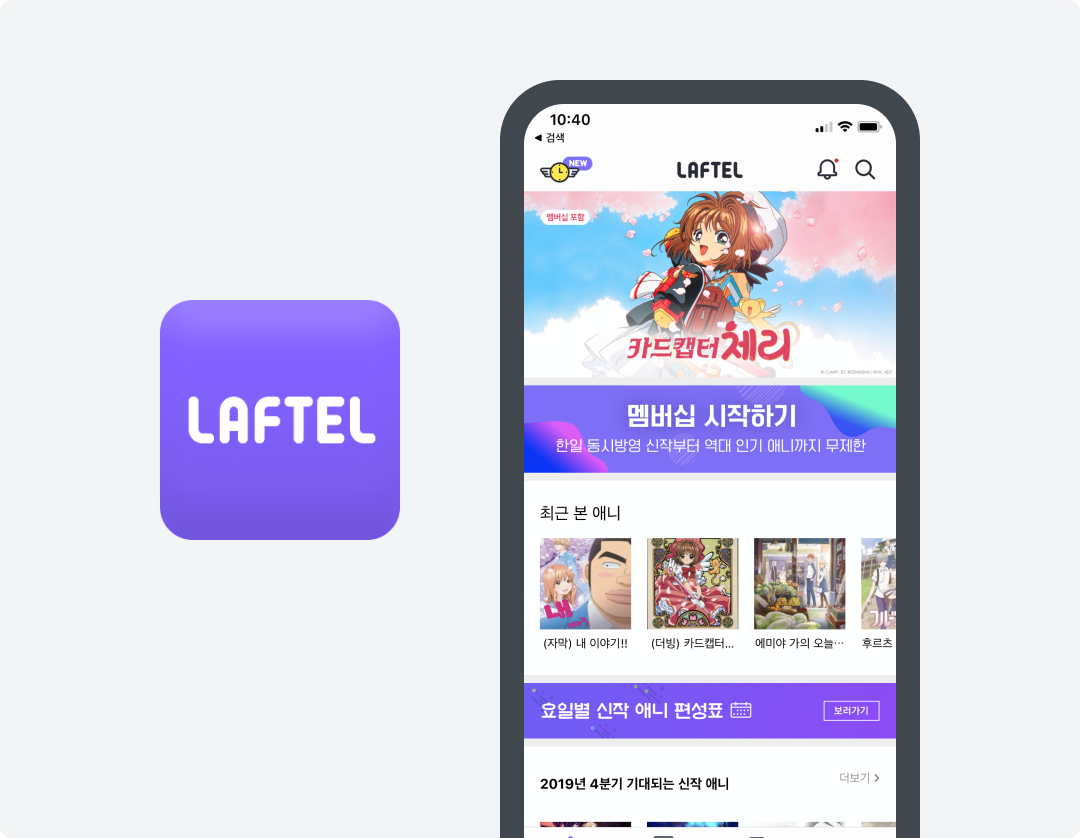 LAFTEL
10:40
◀ 검색
NEW
LAFTEL
멤버십 포함
카드캡터 체리
멤버십 시작하기
한일 동시방영 신작부터 역대 인기 애니까지 무제한
최근 본 애니
내
(자막) 내 이야기!!
(더빙) 카드캡터...
에미야 가의 오늘···
후르츠
요일별 신작 애니 편성표
보러가기
2019년 4분기 기대되는 신작 애니
더보기 >